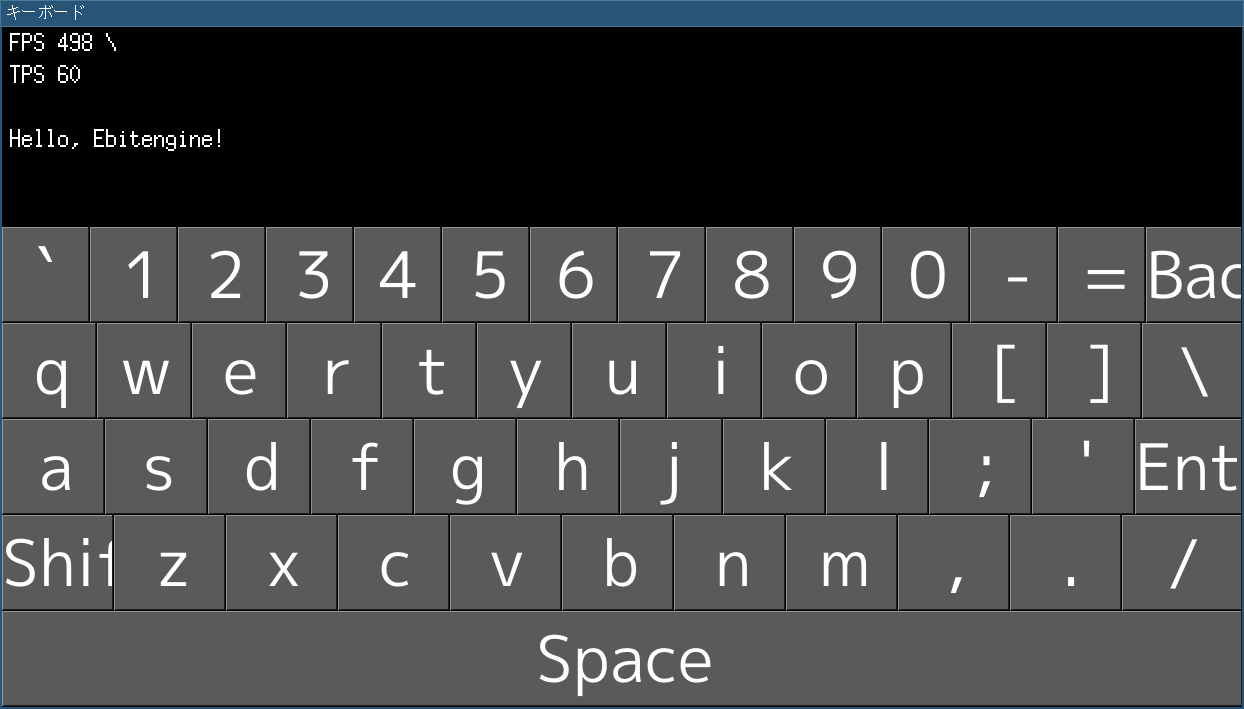 キーボード
FPS 498 \
TPS 60
Hello, Ebitengine!
` 1 2 3 4 5 6 7 8 9 0 - = Bac
q w e r t y u i o p [ ] \
a s d f g h j k l ; ' Ent
Shif z x c v b n m , . /
Space